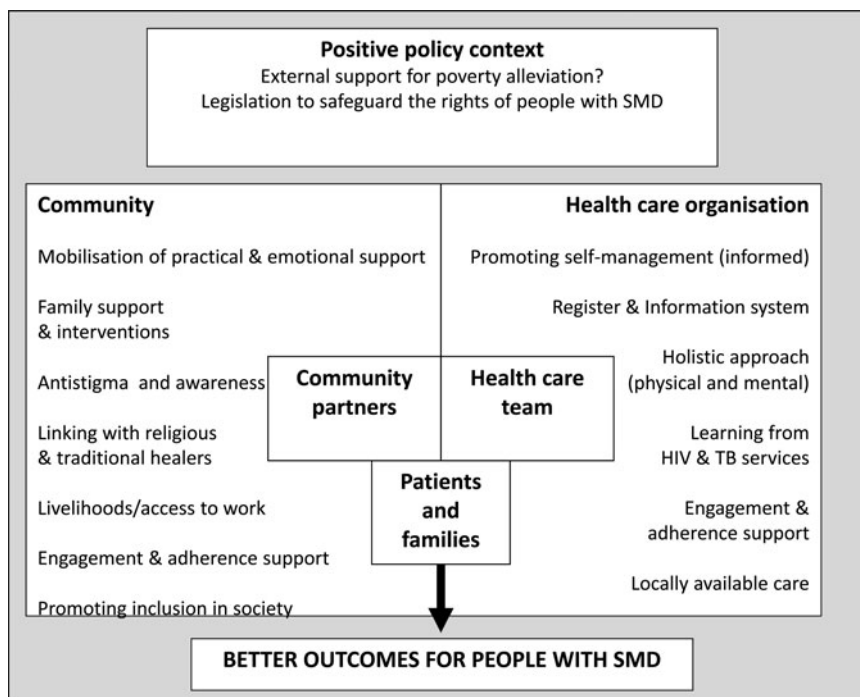 Positive policy context
External support for poverty alleviation?
Legislation to safeguard the rights of people with SMD
Community
Mobilisation of practical & emotional support
Family support
& interventions
Antistigma and awareness
Linking with religious
& traditional healers
Livelihoods/access to work
Engagement & adherence support
Promoting inclusion in society
Health care organisation
Promoting self-management (informed)
Register & Information system
Holistic approach
(physical and mental)
Learning from
HIV & TB services
Engagement &
adherence support
Locally available care
Community
partners
Health care
team
Patients
and
families
BETTER OUTCOMES FOR PEOPLE WITH SMD